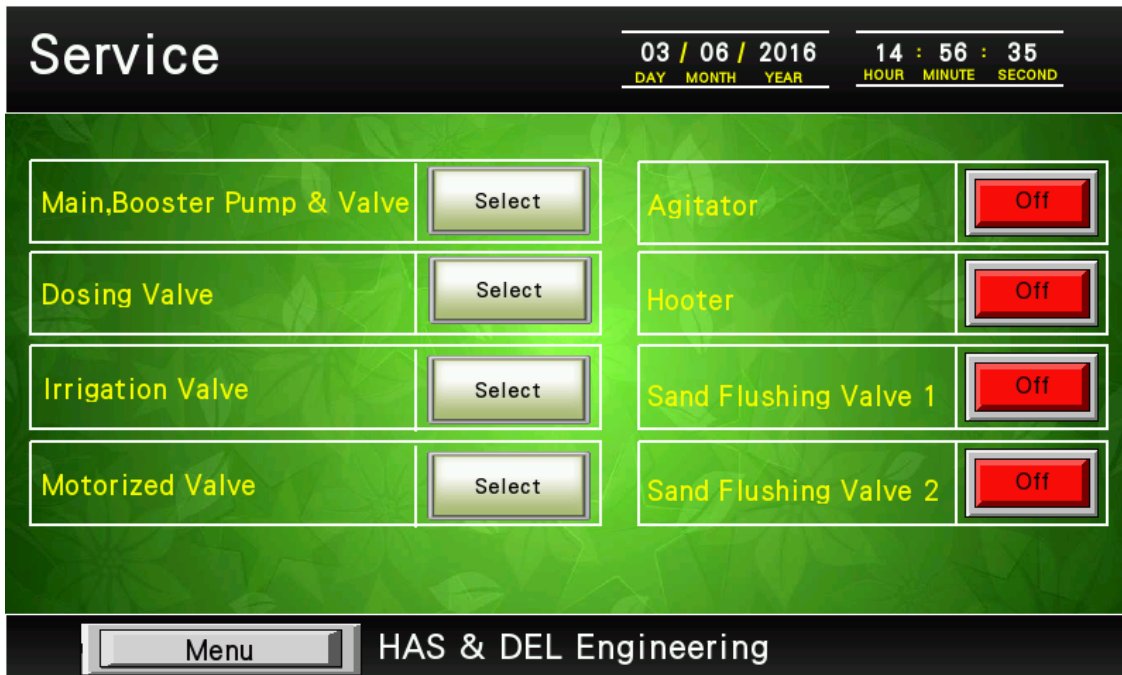 Service
03 / 06 / 2016
DAY MONTH YEAR
14 : 56 : 35
HOUR MINUTE SECOND
Main,Booster Pump & Valve Select
Dosing Valve Select
Irrigation Valve Select
Motorized Valve Select
Agitator Off
Hooter Off
Sand Flushing Valve 1 Off
Sand Flushing Valve 2 Off
Menu HAS & DEL Engineering